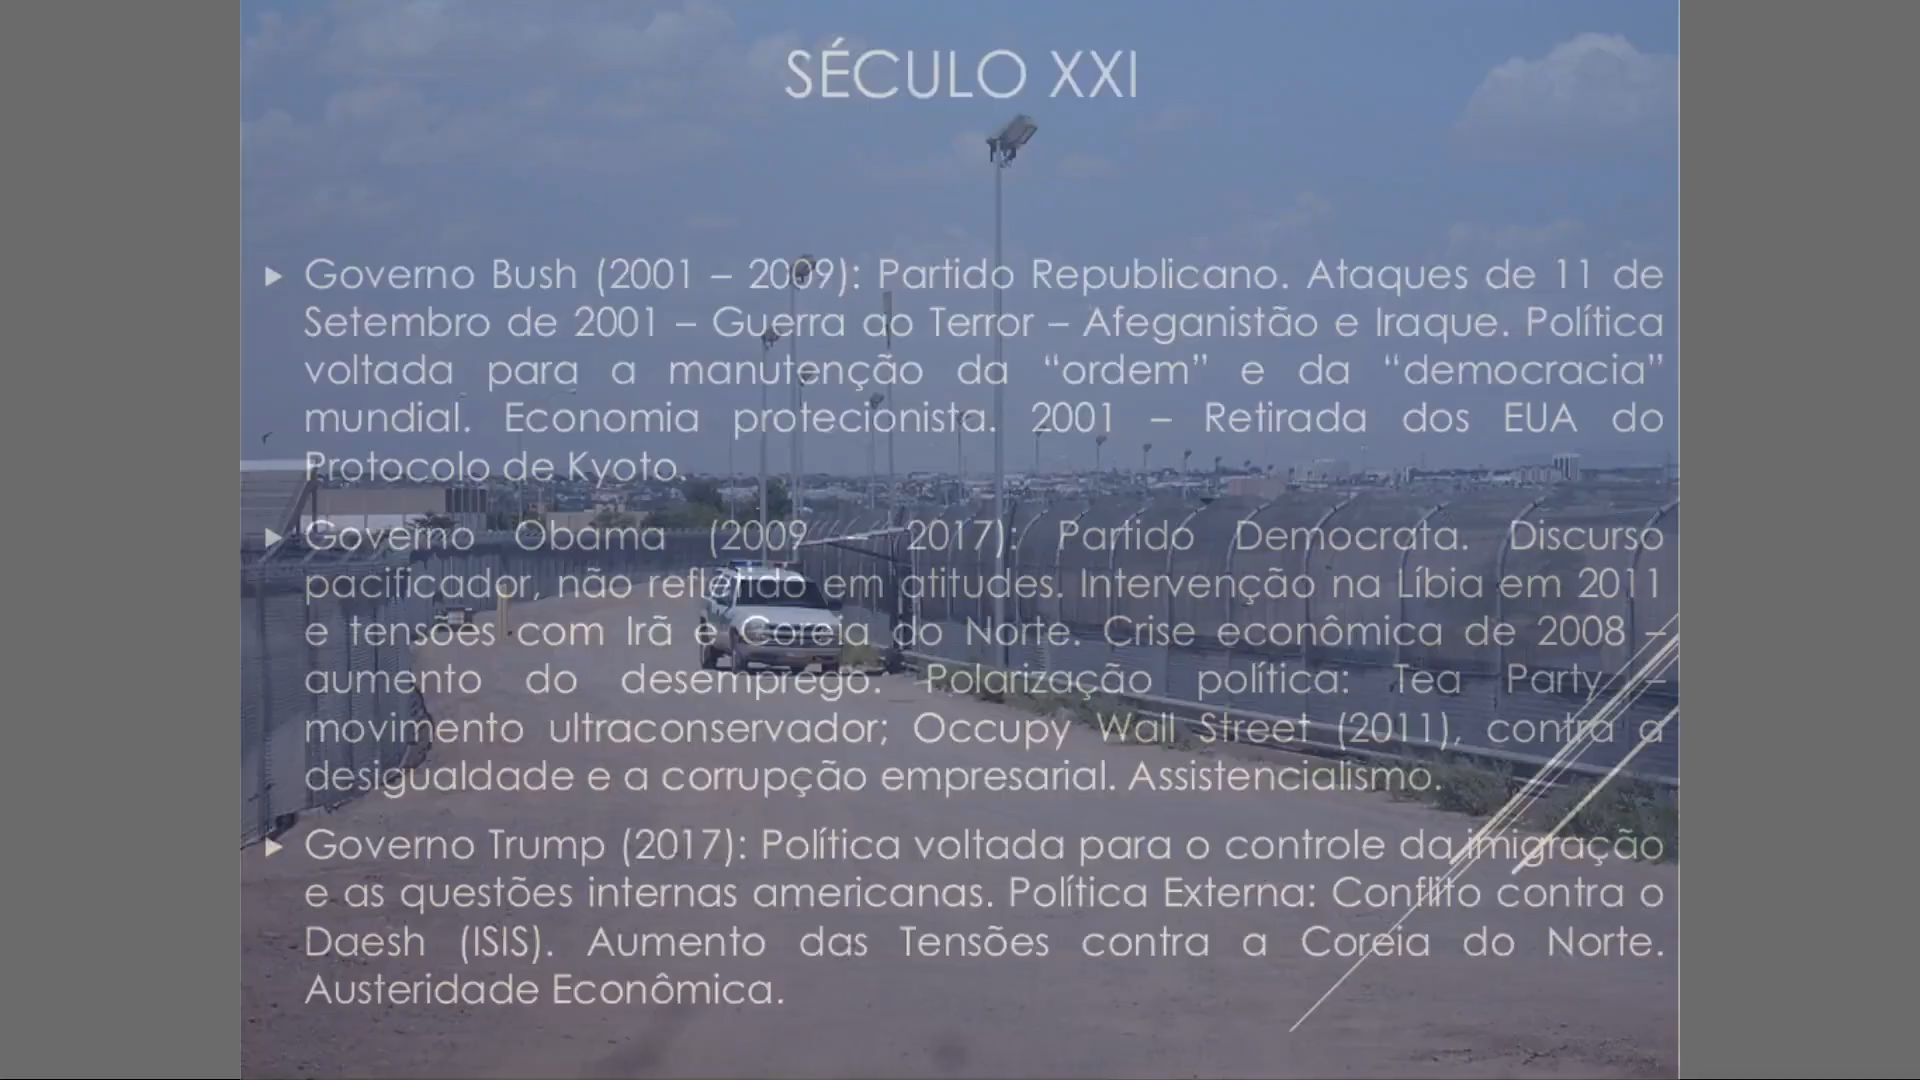 SÉCULO XXI
Governo Bush (2001 – 2009): Partido Republicano. Ataques de 11 de
Setembro de 2001 – Guerra ao Terror – Afeganistão e Iraque. Política
voltada para a manutenção da “ordem” e da “democracia”
mundial. Economia protecionista. 2001 – Retirada dos EUA do
Protocolo de Kyoto.
Governo Obama (2009 – 2017): Partido Democrata. Discurso
pacificador, não refletido em atitudes. Intervenção na Líbia em 2011
e tensões com Irã e Coreia do Norte. Crise econômica de 2008 –
aumento do desemprego. Polarização política: Tea Party –
movimento ultraconservador; Occupy Wall Street (2011), contra a
desigualdade e a corrupção empresarial. Assistencialismo.
Governo Trump (2017): Política voltada para o controle da imigração
e as questões internas americanas. Política Externa: Conflito contra o
Daesh (ISIS). Aumento das Tensões contra a Coreia do Norte.
Austeridade Econômica.